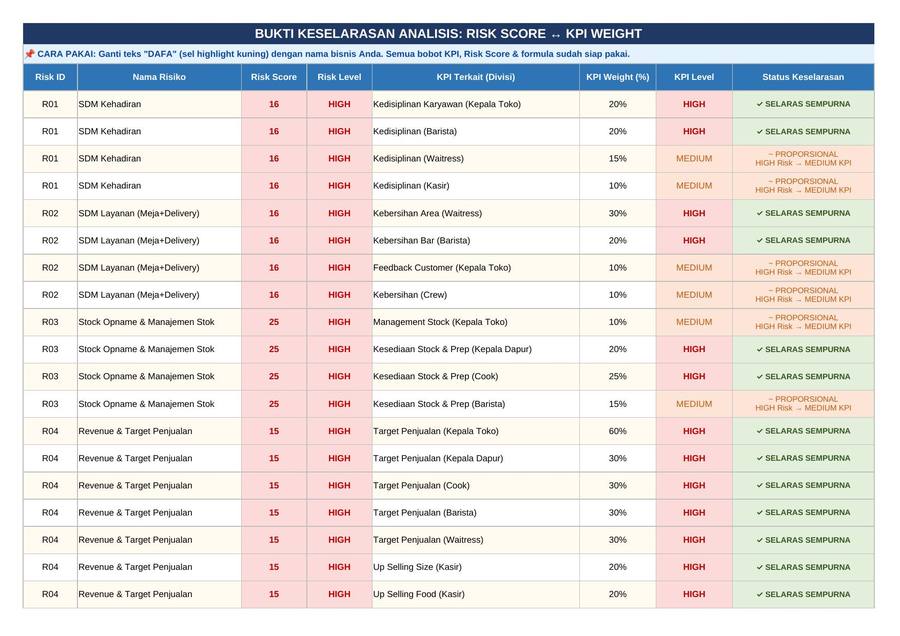 BUKTI KESELARASAN ANALISIS: RISK SCORE ↔ KPI WEIGHT
📌 CARA PAKAI: Ganti teks "DAFA" (sel highlight kuning) dengan nama bisnis Anda. Semua bobot KPI, Risk Score & formula sudah siap pakai.
Risk ID Nama Risiko Risk Score Risk Level KPI Terkait (Divisi) KPI Weight (%) KPI Level Status Keselarasan
R01 SDM Kehadiran 16 HIGH Kedisiplinan Karyawan (Kepala Toko) 20% HIGH ✓ SELARAS SEMPURNA
R01 SDM Kehadiran 16 HIGH Kedisiplinan (Barista) 20% HIGH ✓ SELARAS SEMPURNA
R01 SDM Kehadiran 16 HIGH Kedisiplinan (Waitress) 15% MEDIUM ~ PROPORSIONAL
HIGH Risk → MEDIUM KPI
R01 SDM Kehadiran 16 HIGH Kedisiplinan (Kasir) 10% MEDIUM ~ PROPORSIONAL
HIGH Risk → MEDIUM KPI
R02 SDM Layanan (Meja+Delivery) 16 HIGH Kebersihan Area (Waitress) 30% HIGH ✓ SELARAS SEMPURNA
R02 SDM Layanan (Meja+Delivery) 16 HIGH Kebersihan Bar (Barista) 20% HIGH ✓ SELARAS SEMPURNA
R02 SDM Layanan (Meja+Delivery) 16 HIGH Feedback Customer (Kepala Toko) 10% MEDIUM ~ PROPORSIONAL
HIGH Risk → MEDIUM KPI
R02 SDM Layanan (Meja+Delivery) 16 HIGH Kebersihan (Crew) 10% MEDIUM ~ PROPORSIONAL
HIGH Risk → MEDIUM KPI
R03 Stock Opname & Manajemen Stok 25 HIGH Management Stock (Kepala Toko) 10% MEDIUM ~ PROPORSIONAL
HIGH Risk → MEDIUM KPI
R03 Stock Opname & Manajemen Stok 25 HIGH Kesediaan Stock & Prep (Kepala Dapur) 20% HIGH ✓ SELARAS SEMPURNA
R03 Stock Opname & Manajemen Stok 25 HIGH Kesediaan Stock & Prep (Cook) 25% HIGH ✓ SELARAS SEMPURNA
R03 Stock Opname & Manajemen Stok 25 HIGH Kesediaan Stock & Prep (Barista) 15% MEDIUM ~ PROPORSIONAL
HIGH Risk → MEDIUM KPI
R04 Revenue & Target Penjualan 15 HIGH Target Penjualan (Kepala Toko) 60% HIGH ✓ SELARAS SEMPURNA
R04 Revenue & Target Penjualan 15 HIGH Target Penjualan (Kepala Dapur) 30% HIGH ✓ SELARAS SEMPURNA
R04 Revenue & Target Penjualan 15 HIGH Target Penjualan (Cook) 30% HIGH ✓ SELARAS SEMPURNA
R04 Revenue & Target Penjualan 15 HIGH Target Penjualan (Barista) 30% HIGH ✓ SELARAS SEMPURNA
R04 Revenue & Target Penjualan 15 HIGH Target Penjualan (Waitress) 30% HIGH ✓ SELARAS SEMPURNA
R04 Revenue & Target Penjualan 15 HIGH Up Selling Size (Kasir) 20% HIGH ✓ SELARAS SEMPURNA
R04 Revenue & Target Penjualan 15 HIGH Up Selling Food (Kasir) 20% HIGH ✓ SELARAS SEMPURNA